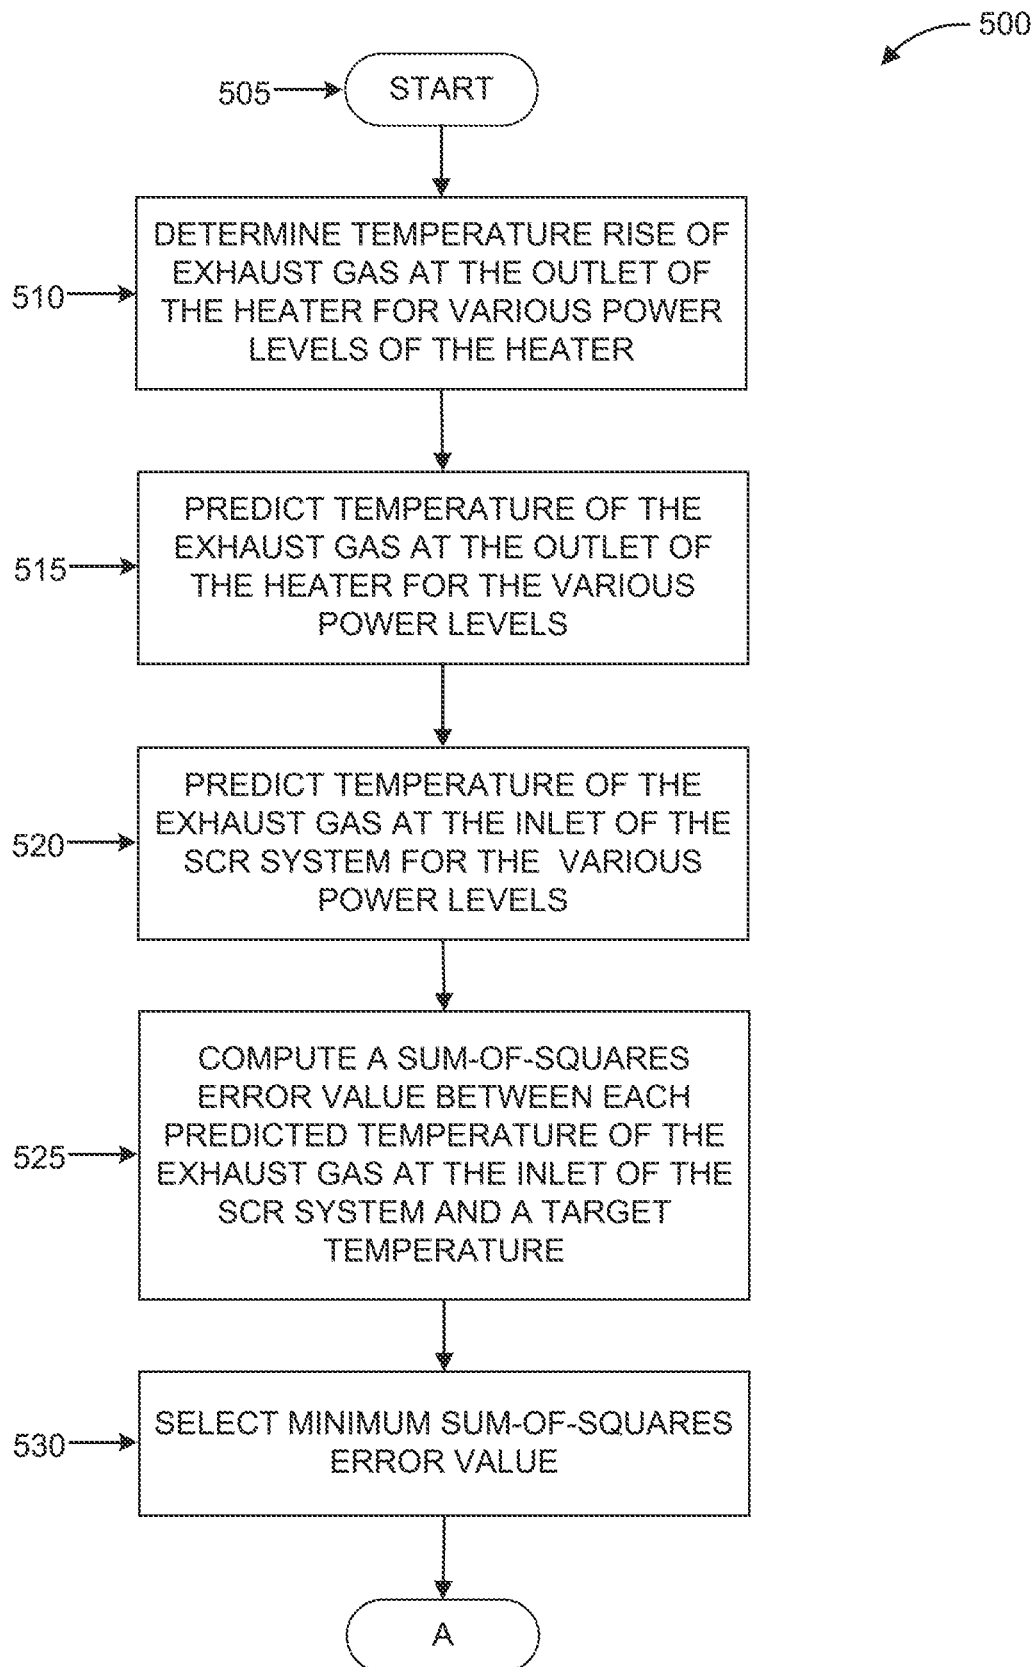 500
505
START
510
DETERMINE TEMPERATURE RISE OF
EXHAUST GAS AT THE OUTLET OF
THE HEATER FOR VARIOUS POWER
LEVELS OF THE HEATER
515
PREDICT TEMPERATURE OF THE
EXHAUST GAS AT THE OUTLET OF
THE HEATER FOR THE VARIOUS
POWER LEVELS
520
PREDICT TEMPERATURE OF THE
EXHAUST GAS AT THE INLET OF THE
SCR SYSTEM FOR THE VARIOUS
POWER LEVELS
525
COMPUTE A SUM-OF-SQUARES
ERROR VALUE BETWEEN EACH
PREDICTED TEMPERATURE OF THE
EXHAUST GAS AT THE INLET OF THE
SCR SYSTEM AND A TARGET
TEMPERATURE
530
SELECT MINIMUM SUM-OF-SQUARES
ERROR VALUE
A